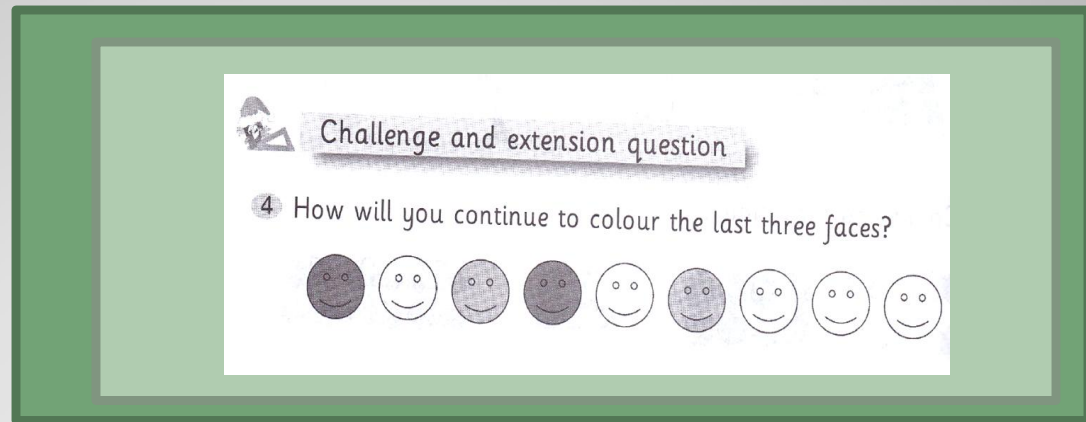 Challenge and extension question
4 How will you continue to colour the last three faces?